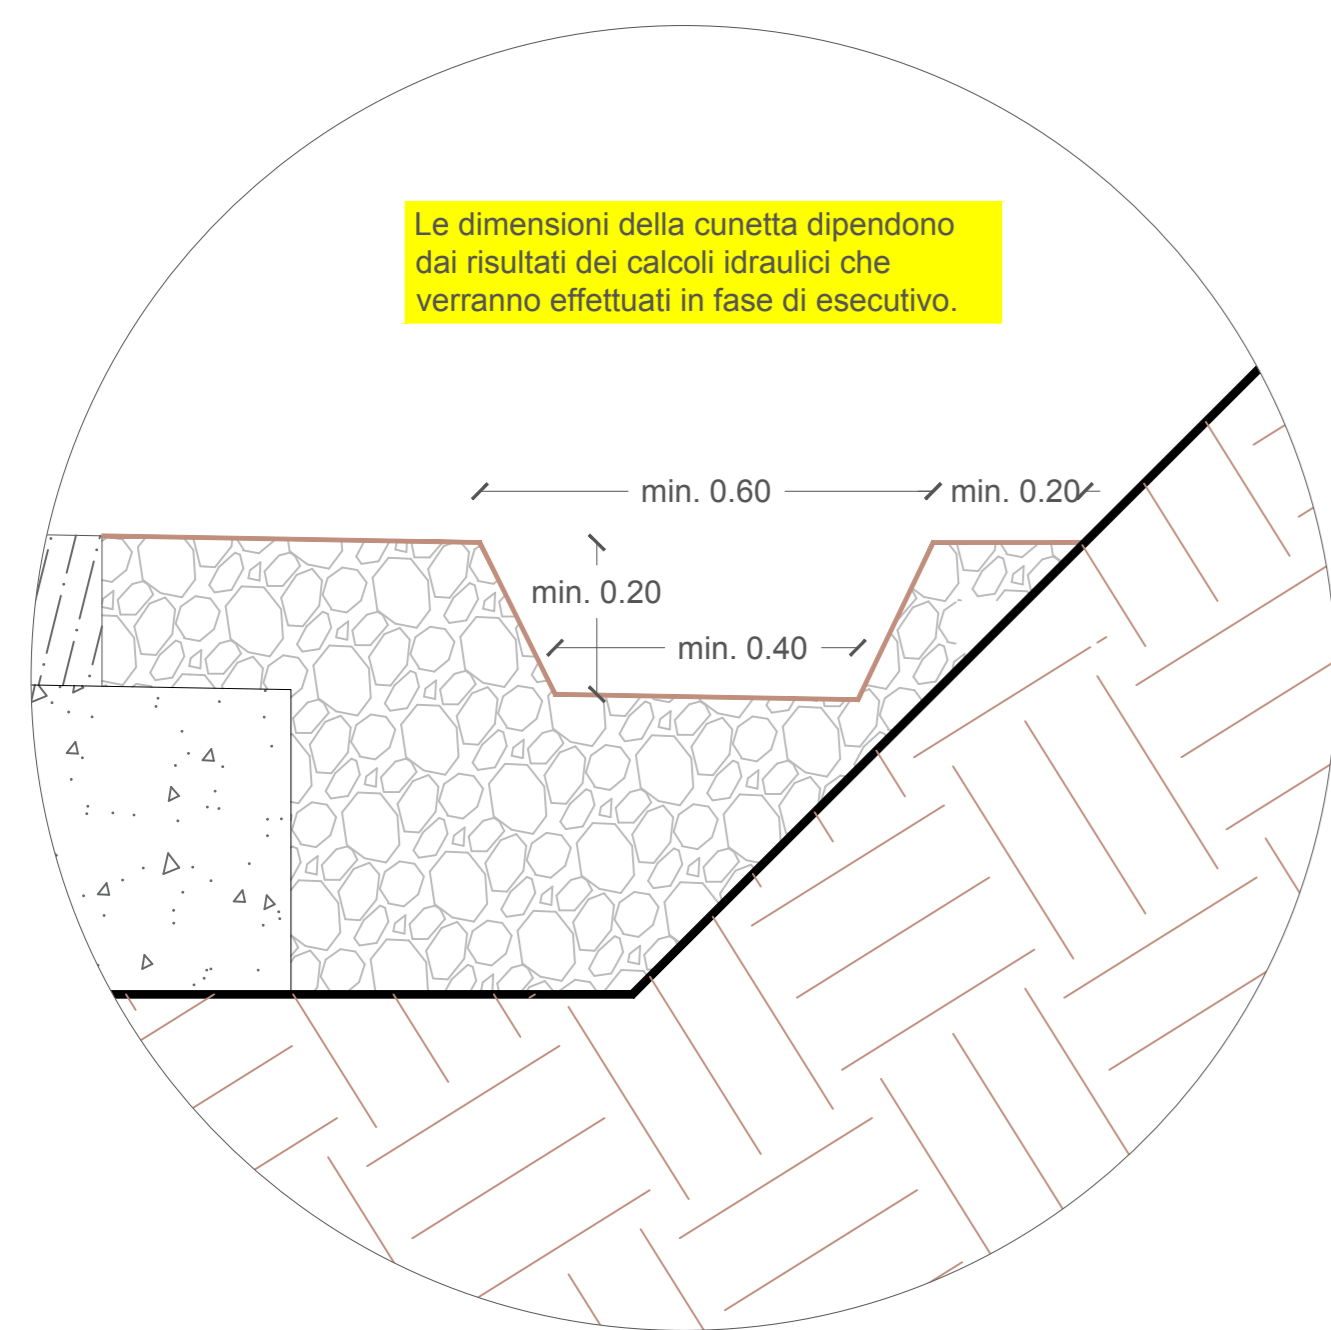 Le dimensioni della cunetta dipendono
dai risultati dei calcoli idraulici che
verranno effettuati in fase di esecutivo.
min. 0.60
min. 0.20
min. 0.20
min. 0.40